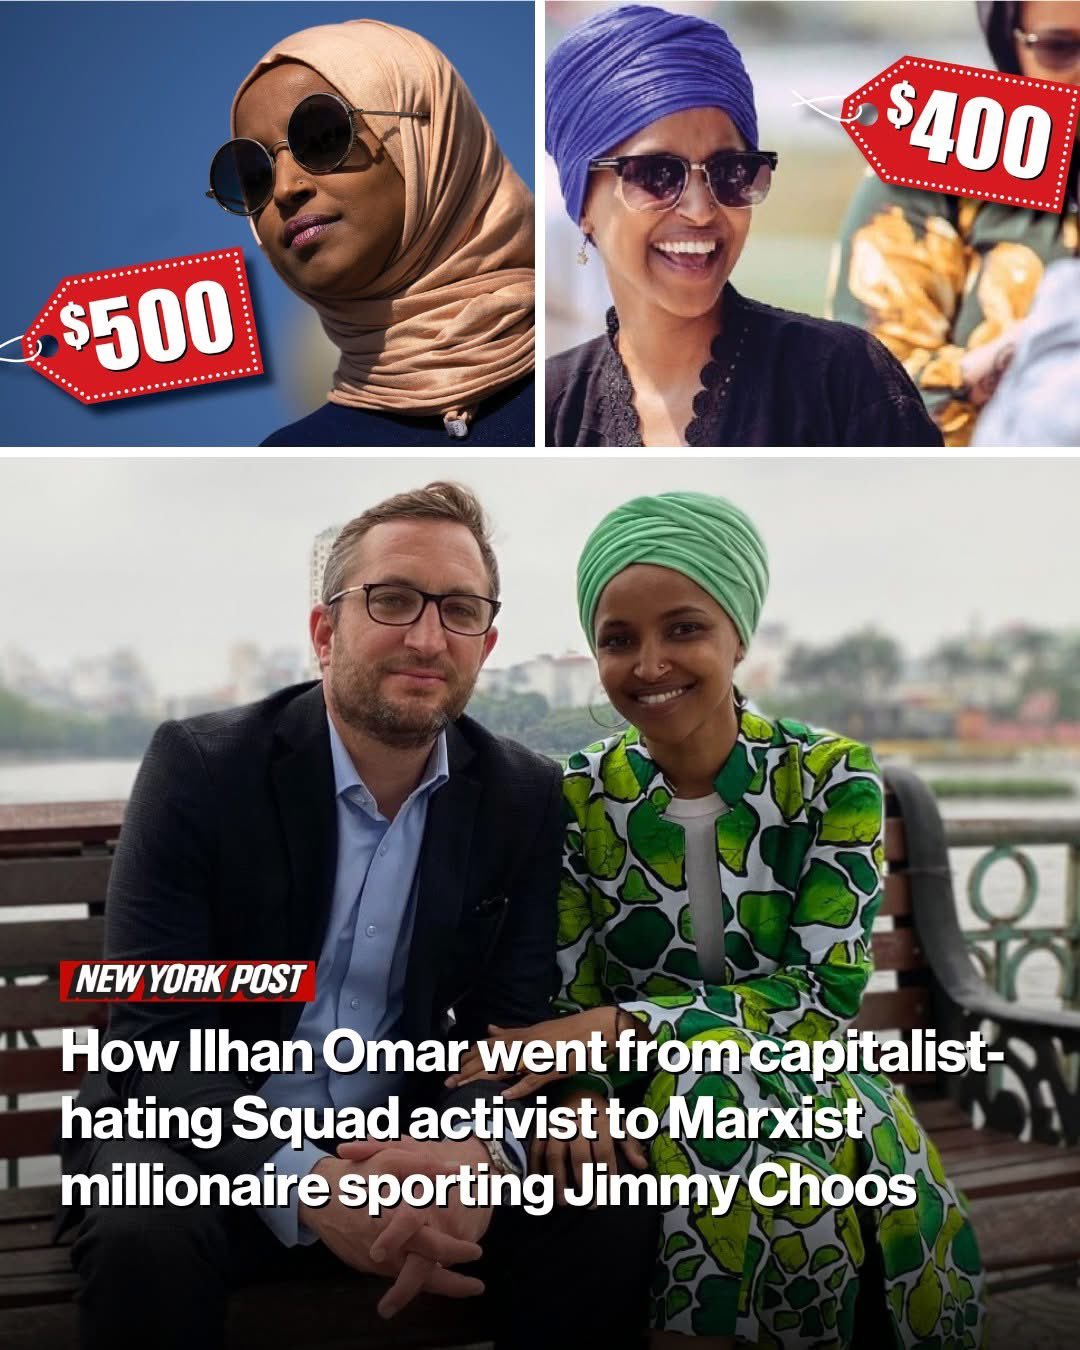 $500
$400
NEW YORK POST
How Ilhan Omar went from capitalist-
hating Squad activist to Marxist
millionaire sporting Jimmy Choos